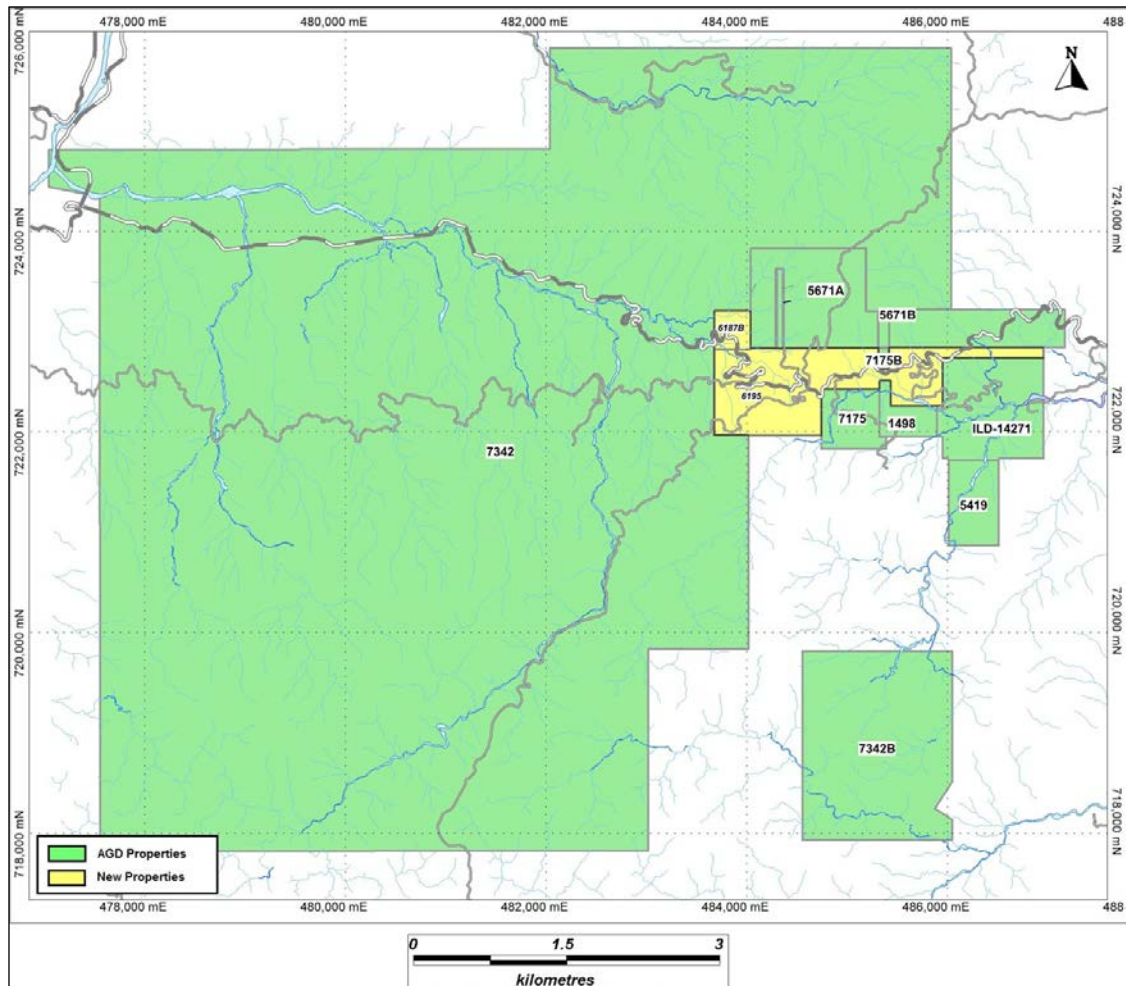 478,000 mE
480,000 mE
482,000 mE
484,000 mE
486,000 mE
488
726,000 mN
N
724,000 mN
724,000 mN
5671A
5671B
6187B
7175B
6195
722,000 mN
722,000 mN
7175
1498
ILD-14271
7342
5419
720,000 mN
720,000 mN
7342B
718,000 mN
718,000 mN
AGD Properties
New Properties
478,000 mE
480,000 mE
482,000 mE
484,000 mE
486,000 mE
488
0
1.5
3
kilometres